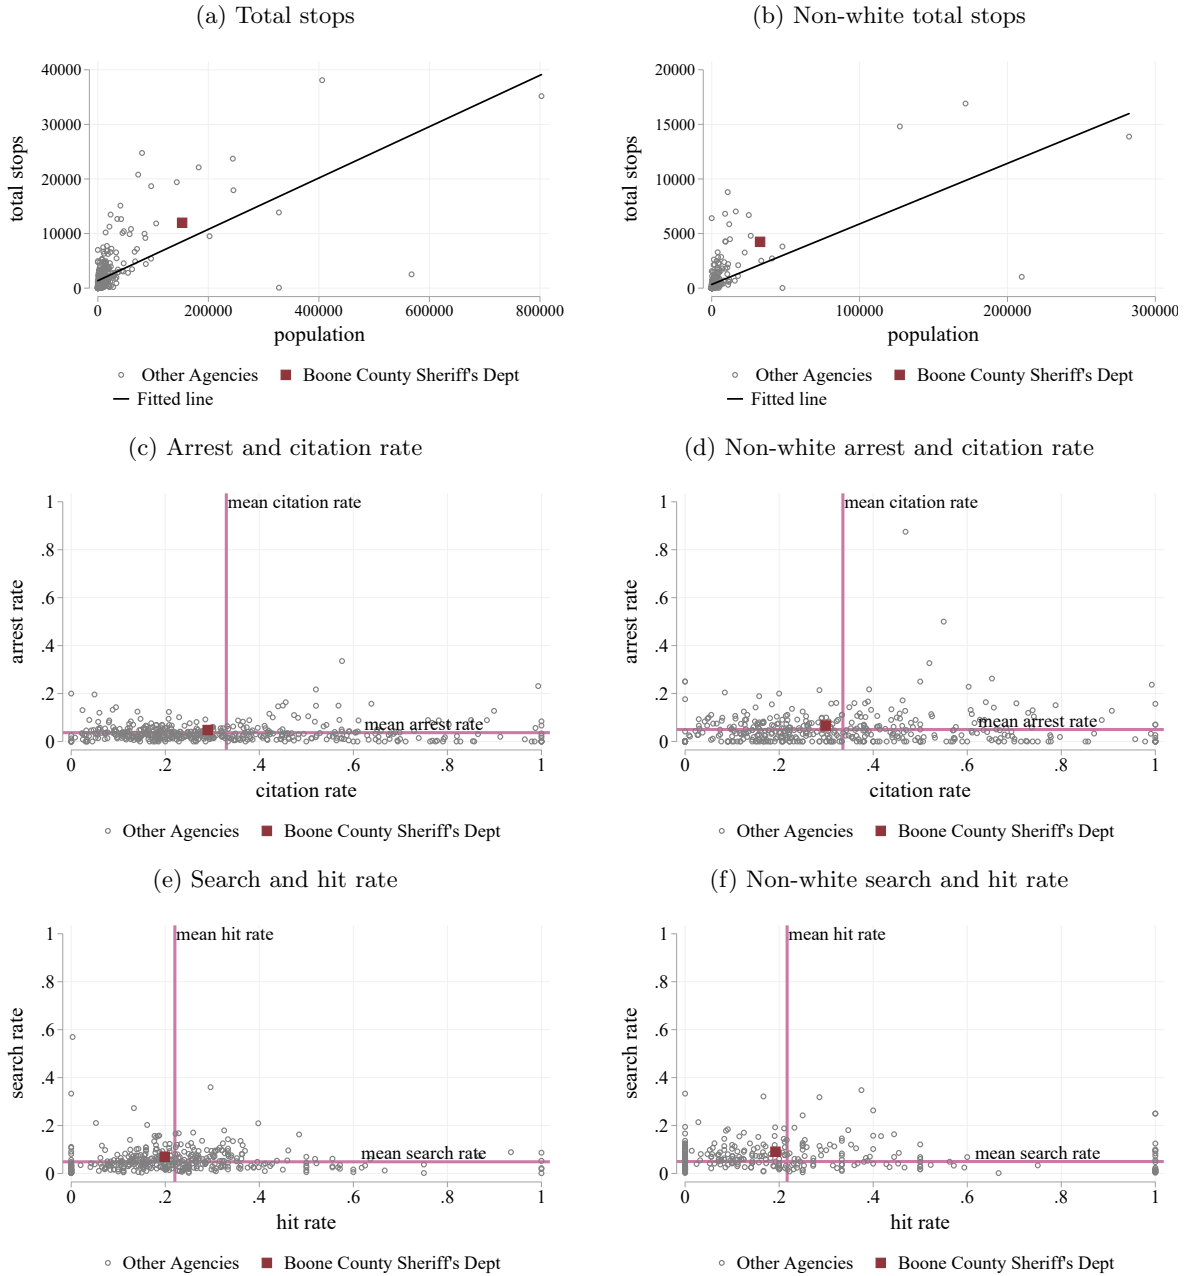 (a) Total stops
(b) Non-white total stops
total stops
40000
30000
20000
10000
0
0 200000 400000 600000 800000
population
Other Agencies Boone County Sheriff's Dept
Fitted line
total stops
20000
15000
10000
5000
0
0 100000 200000 300000
population
Other Agencies Boone County Sheriff's Dept
Fitted line
(c) Arrest and citation rate
(d) Non-white arrest and citation rate
arrest rate
1
.8
.6
.4
.2
0
mean citation rate
mean arrest rate
0 .2 .4 .6 .8 1
citation rate
Other Agencies Boone County Sheriff's Dept
arrest rate
1
.8
.6
.4
.2
0
mean citation rate
mean arrest rate
0 .2 .4 .6 .8 1
citation rate
Other Agencies Boone County Sheriff's Dept
(e) Search and hit rate
(f) Non-white search and hit rate
search rate
1
.8
.6
.4
.2
0
mean hit rate
mean search rate
0 .2 .4 .6 .8 1
hit rate
Other Agencies Boone County Sheriff's Dept
search rate
1
.8
.6
.4
.2
0
mean hit rate
mean search rate
0 .2 .4 .6 .8 1
hit rate
Other Agencies Boone County Sheriff's Dept